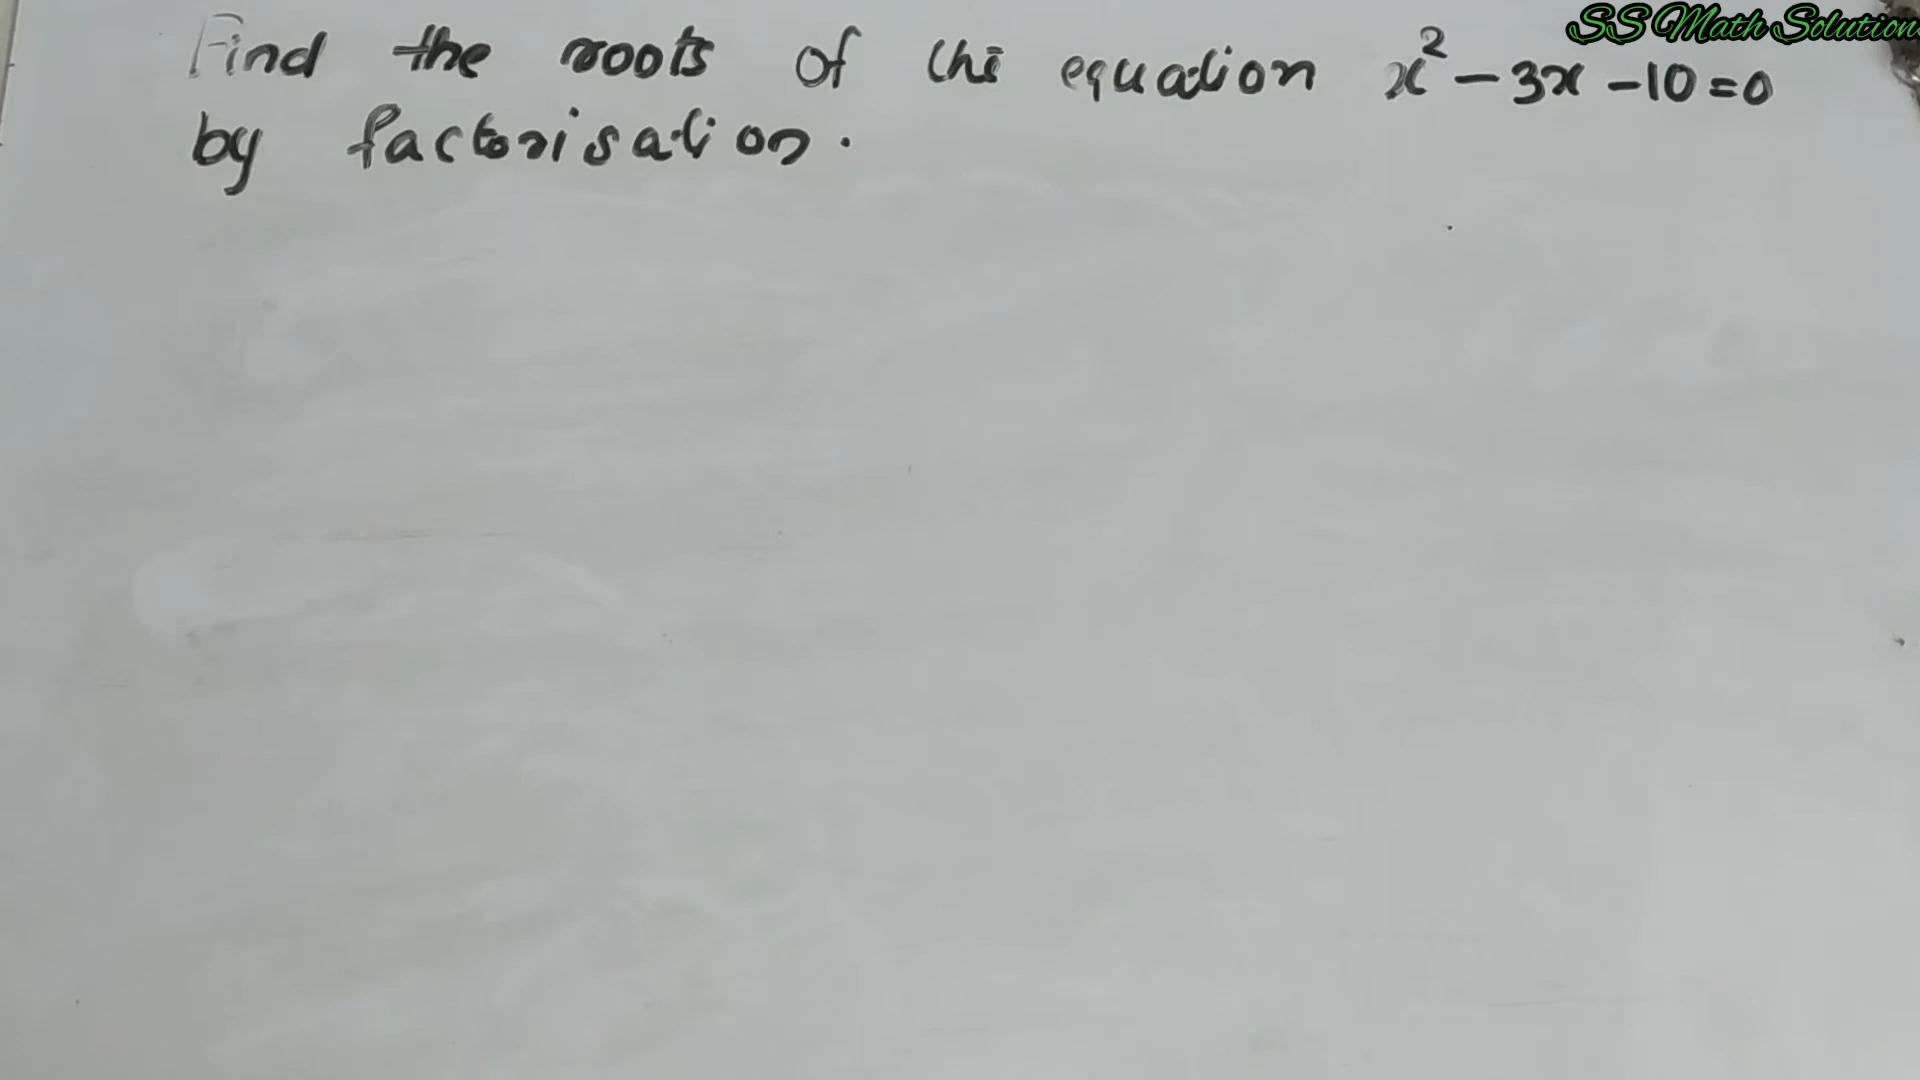 SS Math Solution
Find the roots of the equation x² - 3x - 10 = 0
by factorisation.